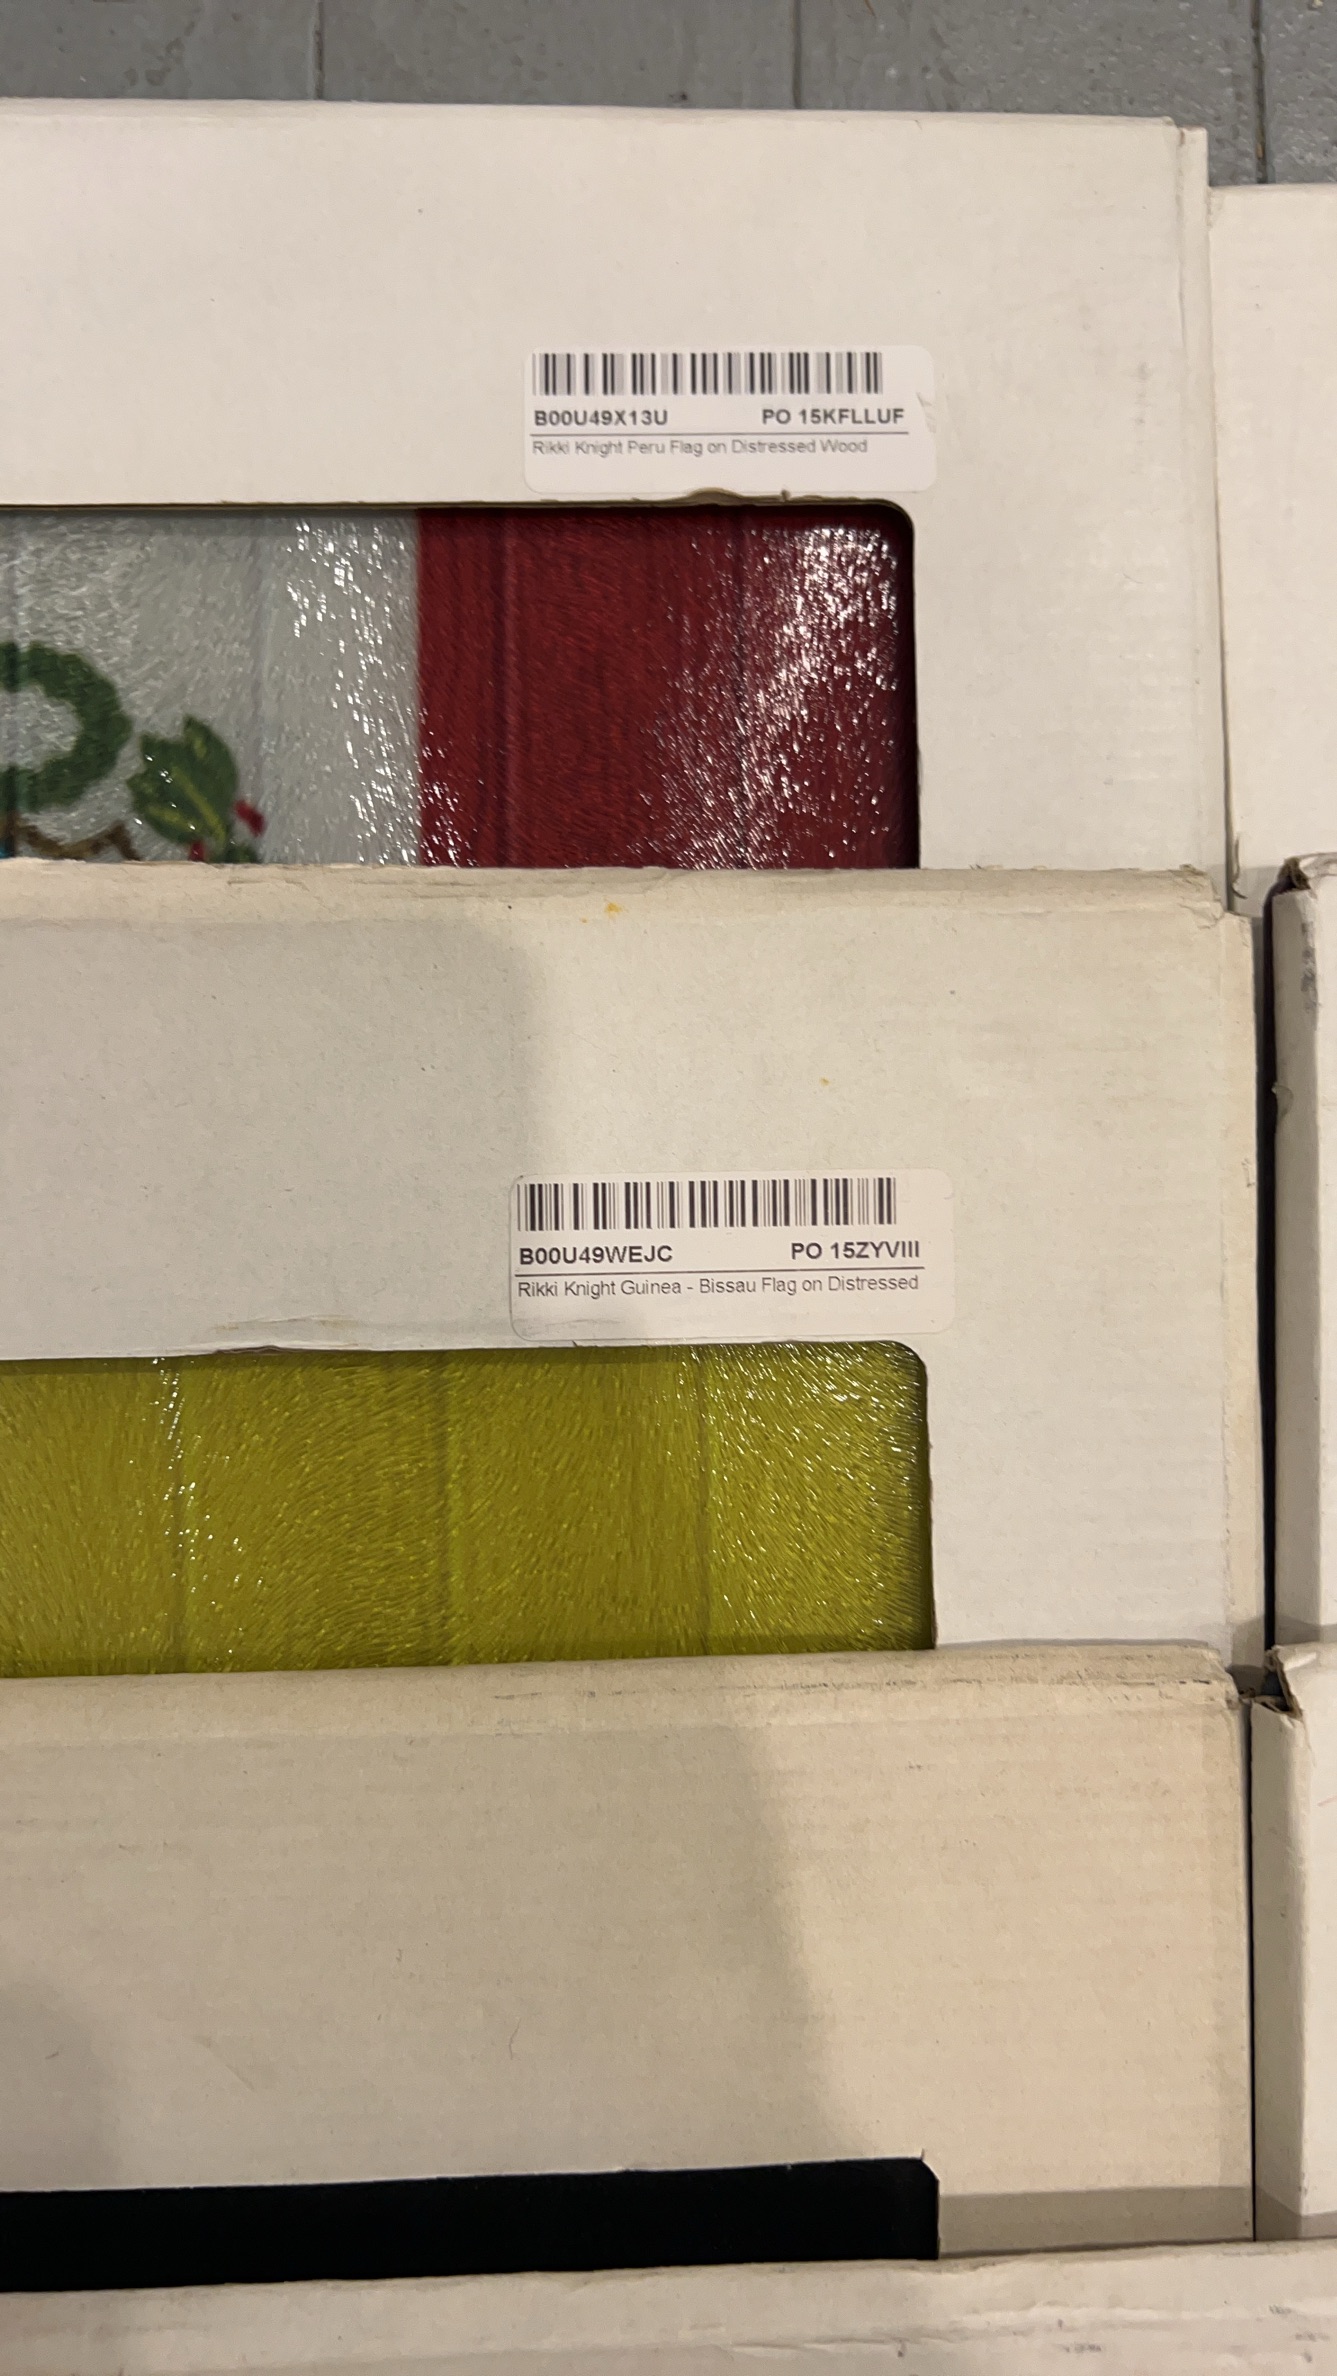 B00U49X13U PO 15KFLLUF
Rikki Knight Peru Flag on Distressed Wood
B00U49WEJC PO 15ZYVIII
Rikki Knight Guinea - Bissau Flag on Distressed